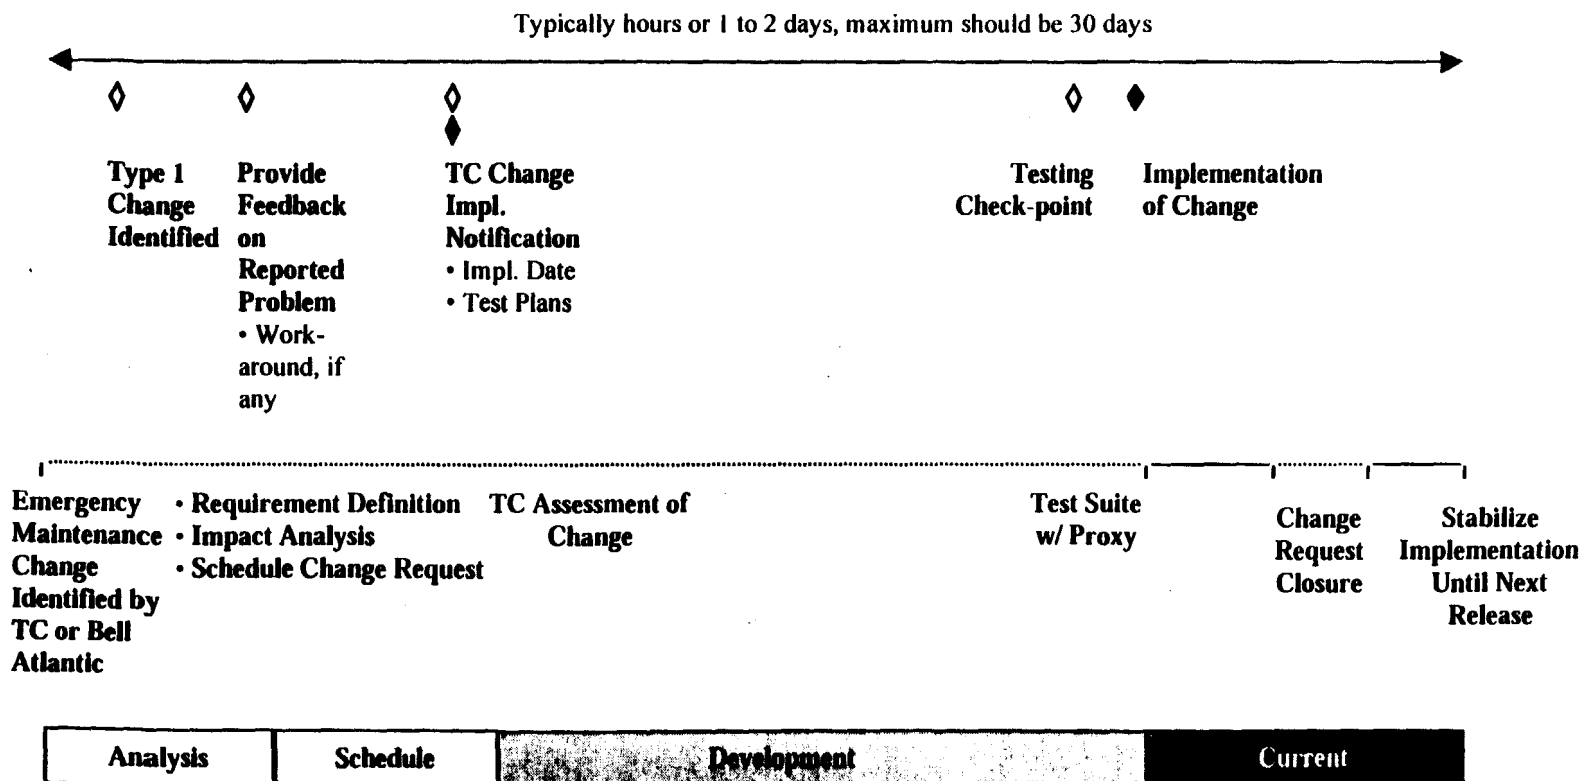 Typically hours or 1 to 2 days, maximum should be 30 days
Type 1
Change
Identified
Provide
Feedback
on
Reported
Problem
• Work-
around, if
any
TC Change
Impl.
Notification
• Impl. Date
• Test Plans
Testing
Check-point
Implementation
of Change
Emergency
Maintenance
Change
Identified by
TC or Bell
Atlantic
• Requirement Definition
• Impact Analysis
• Schedule Change Request
TC Assessment of
Change
Test Suite
w/ Proxy
Change
Request
Closure
Stabilize
Implementation
Until Next
Release
Analysis
Schedule
Development
Current